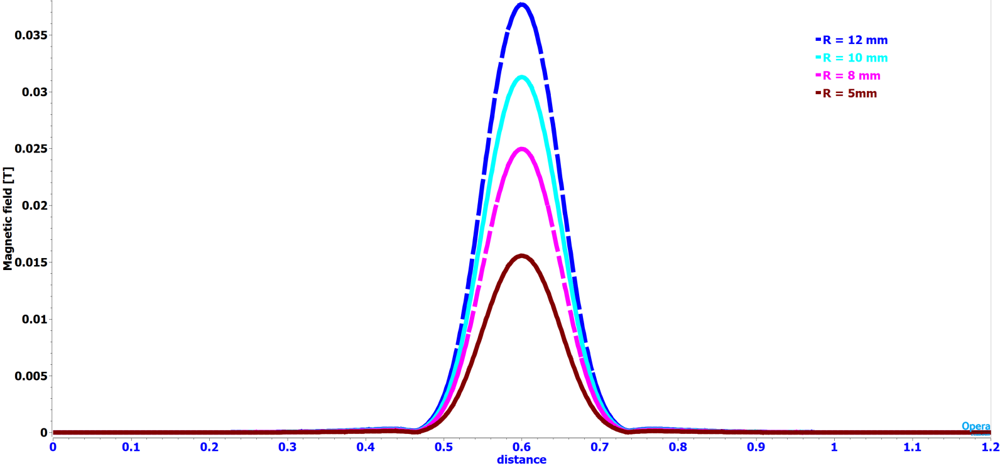 Magnetic field [T]
0.035
0.03
0.025
0.02
0.015
0.01
0.005
0
R = 12 mm
R = 10 mm
R = 8 mm
R = 5mm
Opera
0 0.1 0.2 0.3 0.4 0.5 0.6 0.7 0.8 0.9 1 1.1 1.2
distance